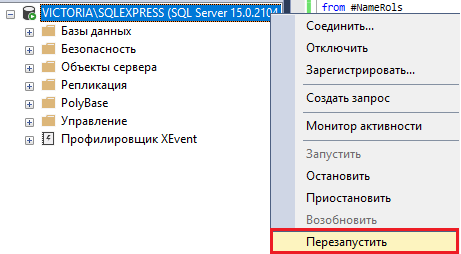 VICTORIA\SQLEXPRESS (SQL Server 15.0.2104
Базы данных
Безопасность
Объекты сервера
Репликация
PolyBase
Управление
Профилировщик XEvent
from #NameRols
Соединить...
Отключить
Зарегистрировать...
Создать запрос
Монитор активности
Запустить
Остановить
Приостановить
Возобновить
Перезапустить